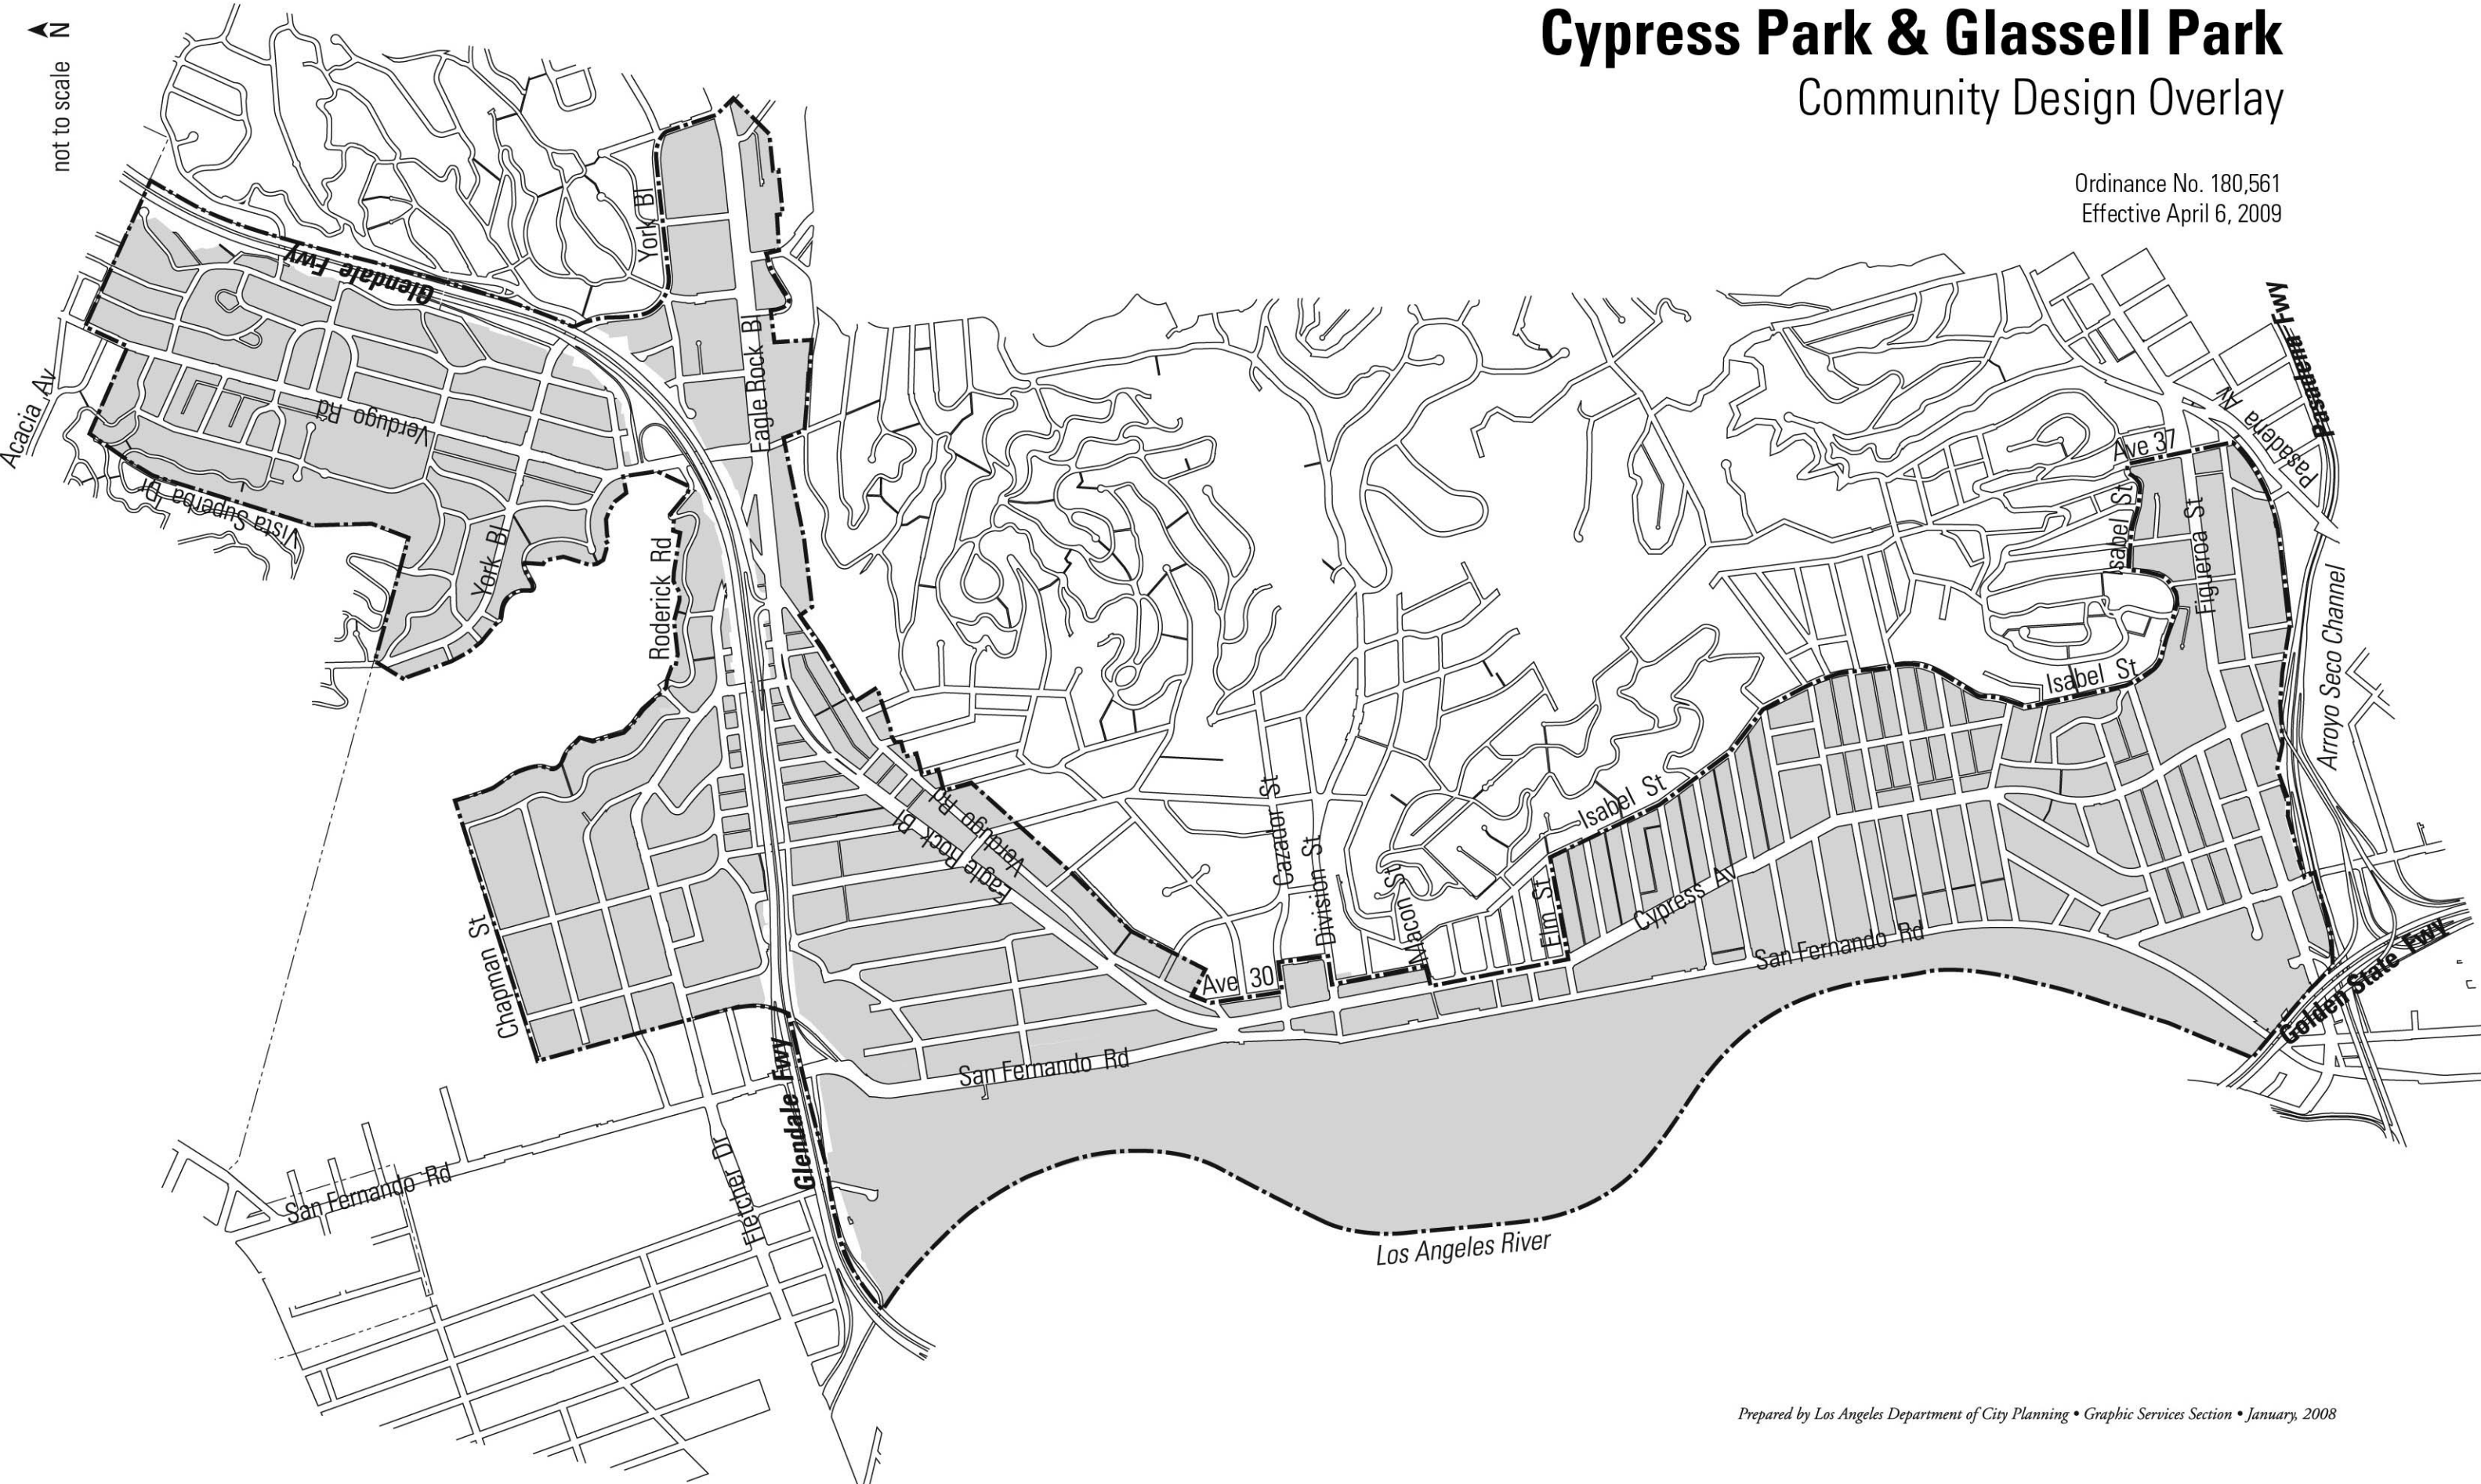 Cypress Park & Glassell Park
Community Design Overlay
Ordinance No. 180,561
Effective April 6, 2009
N
not to scale
York Bl
Glendale Fwy
Eagle Rock Bl
Acacia Av
Verdugo Rd
Vista Superba Dr
York Bl
Roderick Rd
Pasadena Fwy
Pasadena Av
Ave 37
Isabel St
Figueroa St
Arroyo Seco Channel
Isabel St
Isabel St
Cazador St
Division St
Macon St
Elm St
Cypress Av
Verdugo Rd
Eagle Rock Bl
Chapman St
Ave 30
San Fernando Rd
Golden State Fwy
San Fernando Rd
Glendale Fwy
Fletcher Dr
San Fernando Rd
Los Angeles River
Prepared by Los Angeles Department of City Planning • Graphic Services Section • January, 2008